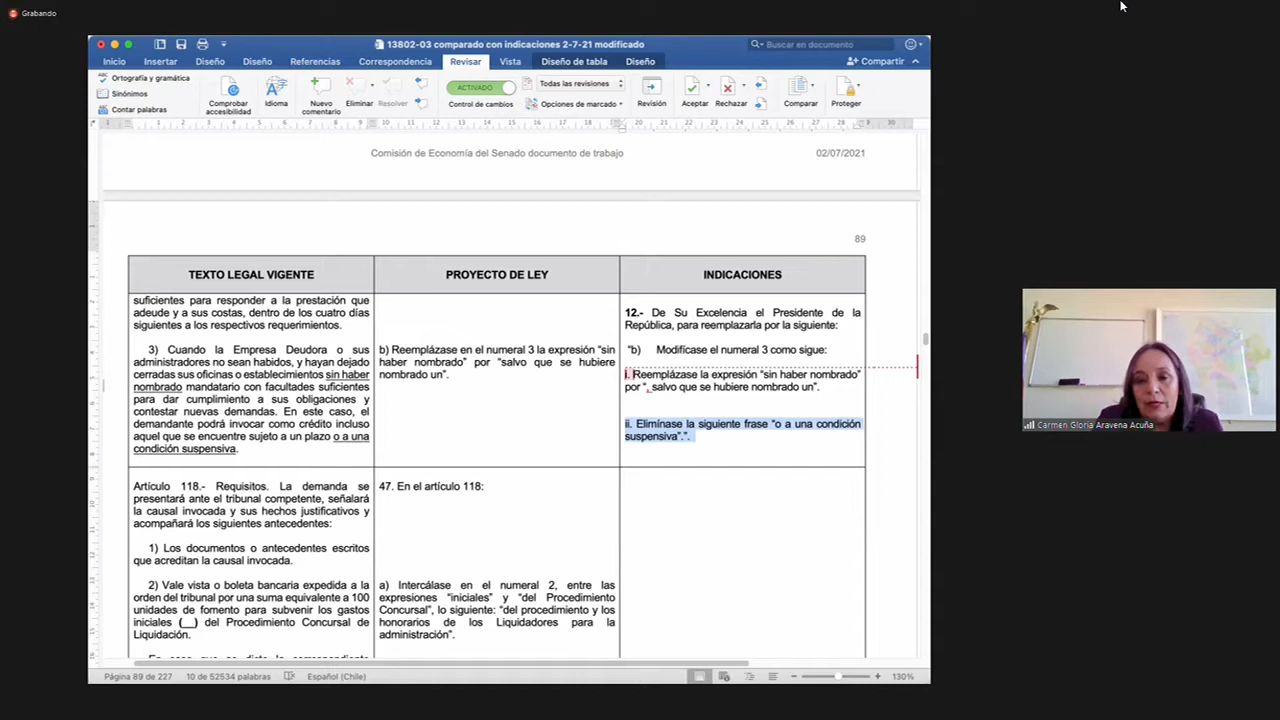 Grabando
13802-03 comparado con indicaciones 2-7-21 modificado
Buscar en documento
Inicio Insertar Diseño Diseño Referencias Correspondencia Revisar Vista Diseño de tabla Diseño Compartir
Ortografía y gramática
Sinónimos
Contar palabras
Comprobar
accesibilidad
Idioma
Nuevo
comentario
Eliminar
Resolver
ACTIVADO
Control de cambios
Todas las revisiones
Opciones de marcado
Revisión
Aceptar
Rechazar
Comparar
Proteger
Comisión de Economía del Senado documento de trabajo 02/07/2021
89
TEXTO LEGAL VIGENTE
suficientes para responder a la prestación que
adeude y a sus costas, dentro de los cuatro días
siguientes a los respectivos requerimientos.
3) Cuando la Empresa Deudora o sus
administradores no sean habidos, y hayan dejado
cerradas sus oficinas o establecimientos sin haber
nombrado mandatario con facultades suficientes
para dar cumplimiento a sus obligaciones y
contestar nuevas demandas. En este caso, el
demandante podrá invocar como crédito incluso
aquel que se encuentre sujeto a un plazo o a una
condición suspensiva.
PROYECTO DE LEY
b) Reemplázase en el numeral 3 la expresión “sin
haber nombrado” por “salvo que se hubiere
nombrado un”.
INDICACIONES
12.- De Su Excelencia el Presidente de la
República, para reemplazarla por la siguiente:
“b) Modifícase el numeral 3 como sigue:
i. Reemplázase la expresión “sin haber nombrado”
por “, salvo que se hubiere nombrado un”.
ii. Elimínase la siguiente frase “o a una condición
suspensiva”.”.
Artículo 118.- Requisitos. La demanda se
presentará ante el tribunal competente, señalará
la causal invocada y sus hechos justificativos y
acompañará los siguientes antecedentes:
1) Los documentos o antecedentes escritos
que acreditan la causal invocada.
2) Vale vista o boleta bancaria expedida a la
orden del tribunal por una suma equivalente a 100
unidades de fomento para subvenir los gastos
iniciales (__) del Procedimiento Concursal de
Liquidación.
47. En el artículo 118:
a) Intercálase en el numeral 2, entre las
expresiones “iniciales” y “del Procedimiento
Concursal”, lo siguiente: “del procedimiento y los
honorarios de los Liquidadores para la
administración”.
Página 89 de 227 10 de 52534 palabras Español (Chile) 130%
Carmen Gloria Aravena Acuña